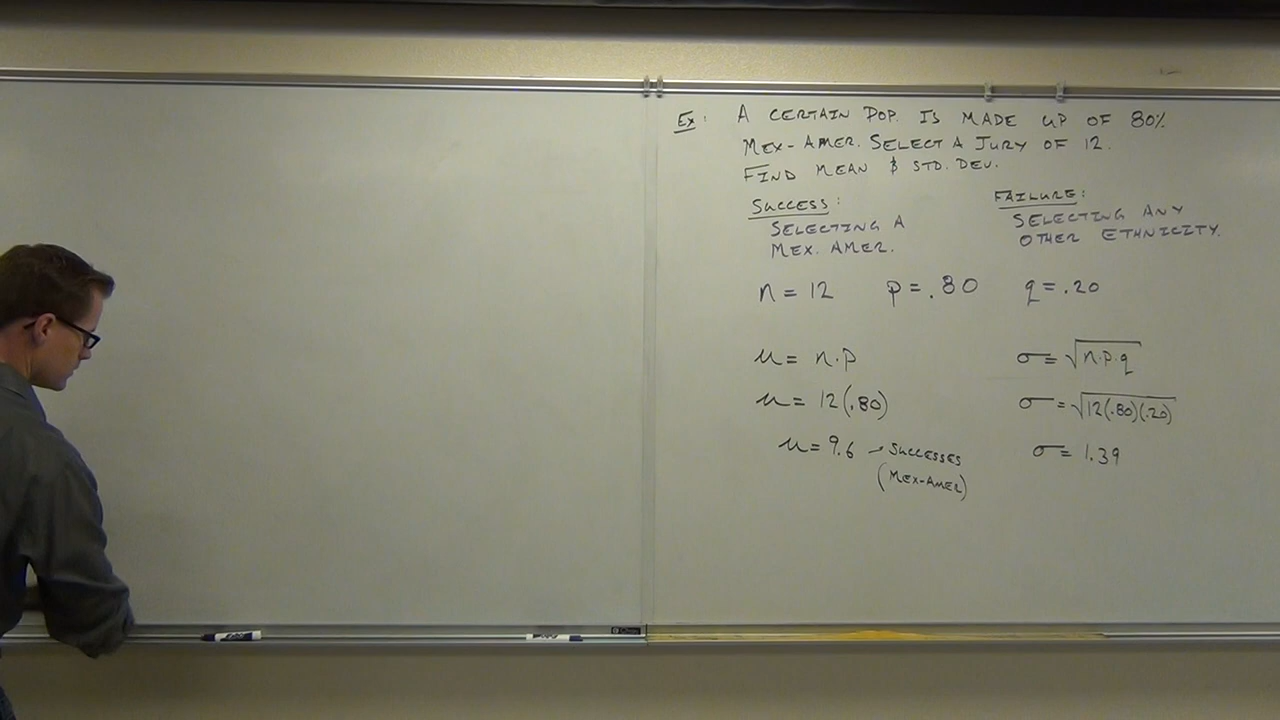 Ex: A CERTAIN POP. IS MADE UP OF 80%
MEX-AMER. SELECT A JURY OF 12.
FIND MEAN & STD. DEV.
SUCCESS:
SELECTING A
MEX. AMER.
FAILURE:
SELECTING ANY
OTHER ETHNICITY.
n = 12 p = .80 q = .20
μ = n·p
σ = √n·p·q
μ = 12(.80)
σ = √12(.80)(.20)
μ = 9.6 → SUCCESSES
(MEX-AMER)
σ = 1.39